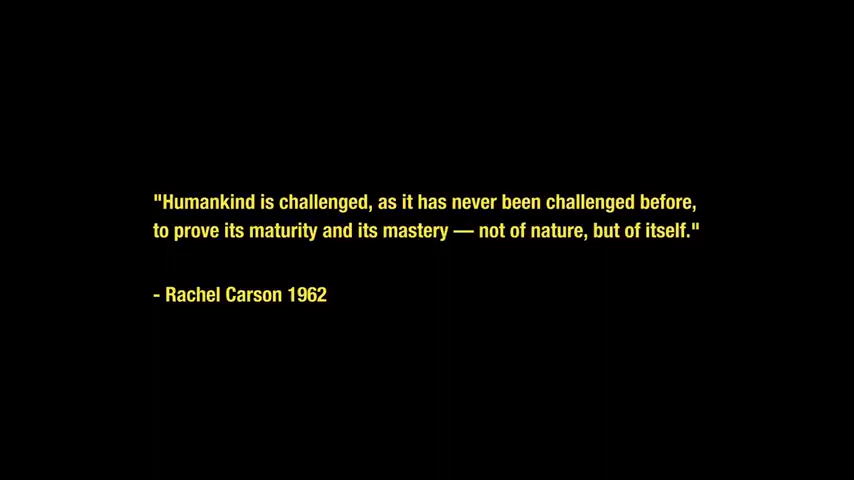 "Humankind is challenged, as it has never been challenged before,
to prove its maturity and its mastery — not of nature, but of itself."
- Rachel Carson 1962